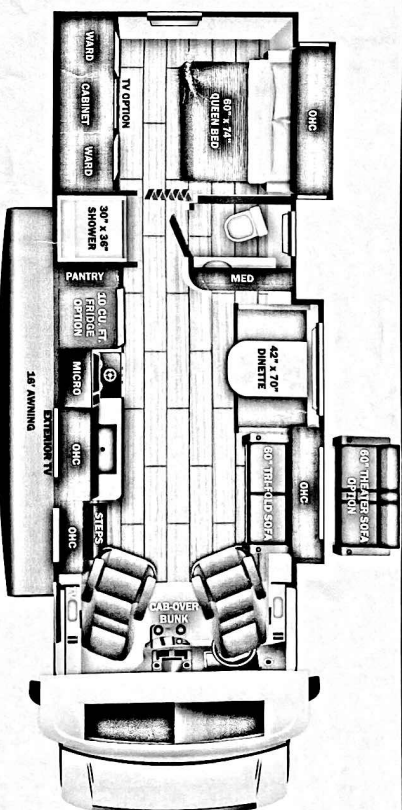 WARD
CABINET
WARD
TV OPTION
60" x 74"
QUEEN BED
OHC
30" x 36"
SHOWER
MED
PANTRY
10 CU. FT.
FRIDGE
OPTION
42" x 70"
DINETTE
MICRO
18' AWNING
EXTERIOR TV
OHC
60" TRI-FOLD SOFA
OHC
60" THEATER SOFA
OPTION
OHC
STEPS
CAB-OVER
BUNK